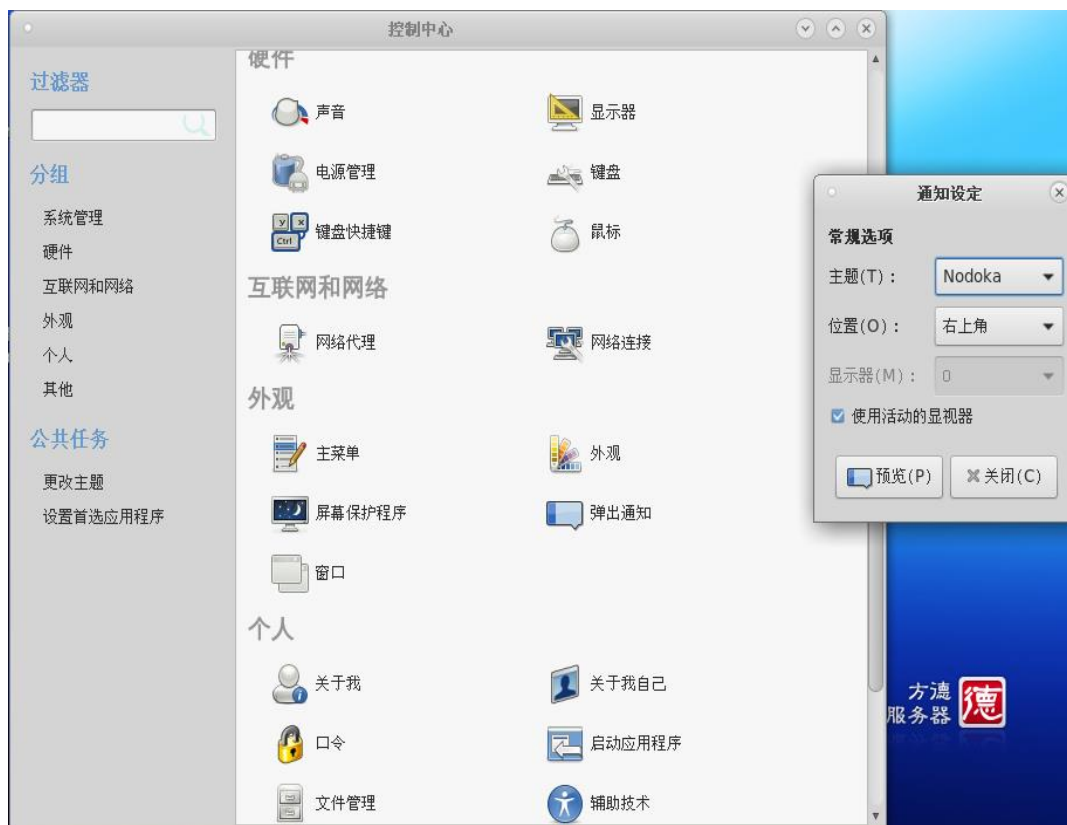 控制中心
过滤器
分组
系统管理
硬件
互联网和网络
外观
个人
其他
公共任务
更改主题
设置首选应用程序
硬件
声音
显示器
电源管理
键盘
y x
Ctrl
键盘快捷键
鼠标
互联网和网络
网络代理
网络连接
外观
主菜单
外观
屏幕保护程序
弹出通知
窗口
个人
关于我
关于我自己
口令
启动应用程序
文件管理
辅助技术
通知设定
常规选项
主题(T)：
Nodoka
位置(O)：
右上角
显示器(M)：
0
使用活动的显视器
预览(P)
关闭(C)
方德
服务器
德